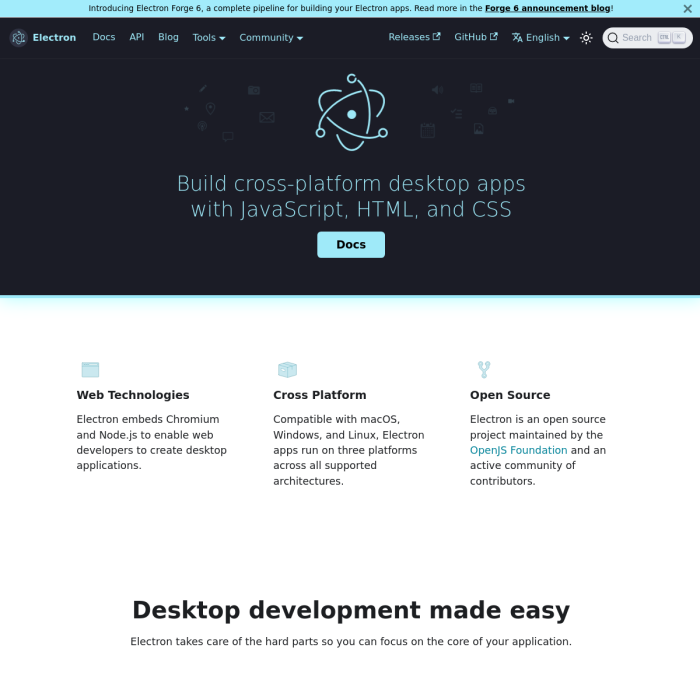 Introducing Electron Forge 6, a complete pipeline for building your Electron apps. Read more in the Forge 6 announcement blog!
Electron Docs API Blog Tools Community Releases GitHub English Search K
Build cross-platform desktop apps
with JavaScript, HTML, and CSS
Docs
Web Technologies
Electron embeds Chromium
and Node.js to enable web
developers to create desktop
applications.
Cross Platform
Compatible with macOS,
Windows, and Linux, Electron
apps run on three platforms
across all supported
architectures.
Open Source
Electron is an open source
project maintained by the
OpenJS Foundation and an
active community of
contributors.
Desktop development made easy
Electron takes care of the hard parts so you can focus on the core of your application.